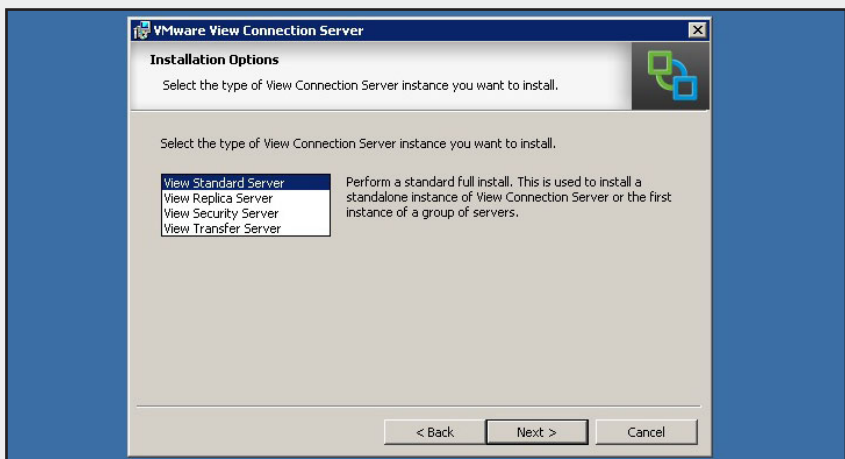 VMware View Connection Server
Installation Options
Select the type of View Connection Server instance you want to install.
Select the type of View Connection Server instance you want to install.
View Standard Server
View Replica Server
View Security Server
View Transfer Server
Perform a standard full install. This is used to install a
standalone instance of View Connection Server or the first
instance of a group of servers.
< Back
Next >
Cancel